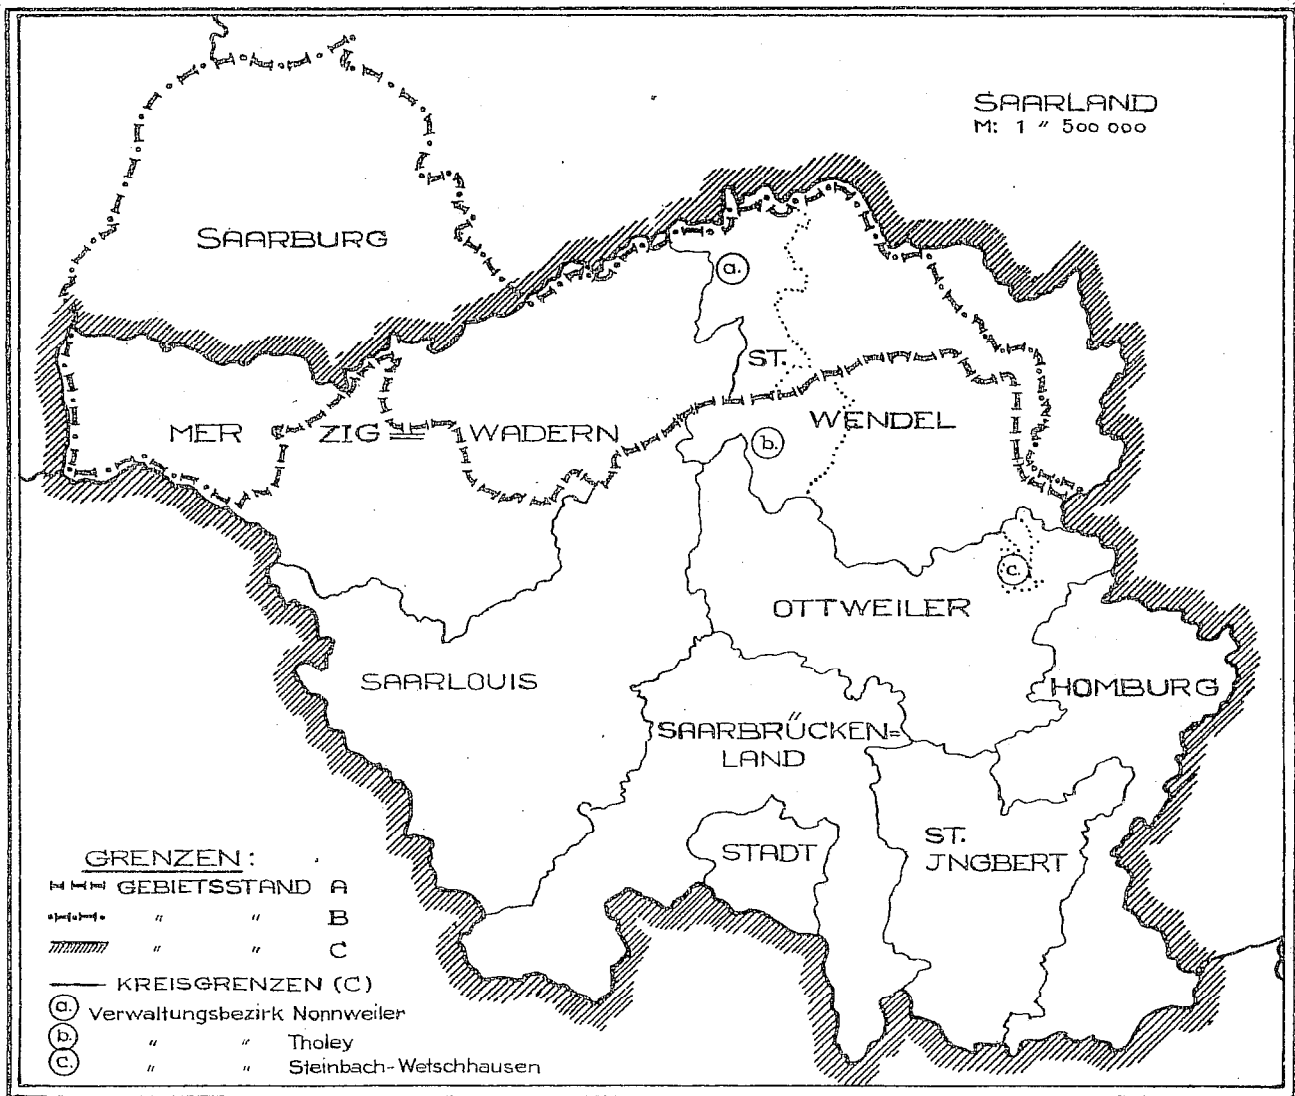 SAARLAND
M: 1 " 500 000
SAARBURG
a.
ST.
MER ZIG = WADERN
b.
WENDEL
c.
OTTWEILER
SAARLOUIS
HOMBURG
SAARBRÜCKEN=
LAND
STADT
ST.
JNGBERT
GRENZEN:
GEBIETSSTAND A
" " B
" " C
KREISGRENZEN (C)
a. Verwaltungsbezirk Nonnweiler
b. " " Tholey
c. " " Steinbach-Wetschhausen